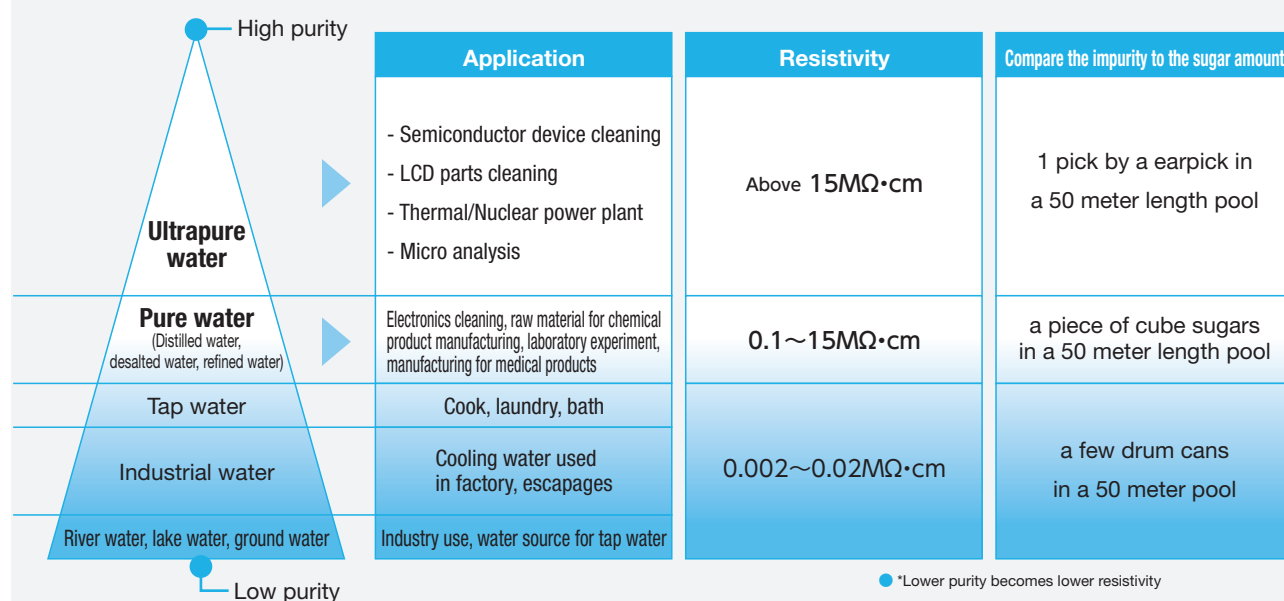 High purity
Application
Resistivity
Compare the impurity to the sugar amount
Ultrapure
water
- Semiconductor device cleaning
- LCD parts cleaning
- Thermal/Nuclear power plant
- Micro analysis
Above 15MΩ•cm
1 pick by a earpick in
a 50 meter length pool
Pure water
(Distilled water,
desalted water, refined water)
Electronics cleaning, raw material for chemical
product manufacturing, laboratory experiment,
manufacturing for medical products
0.1～15MΩ•cm
a piece of cube sugars
in a 50 meter length pool
Tap water
Cook, laundry, bath
Industrial water
Cooling water used
in factory, escapages
0.002～0.02MΩ•cm
a few drum cans
in a 50 meter pool
River water, lake water, ground water
Industry use, water source for tap water
Low purity
*Lower purity becomes lower resistivity